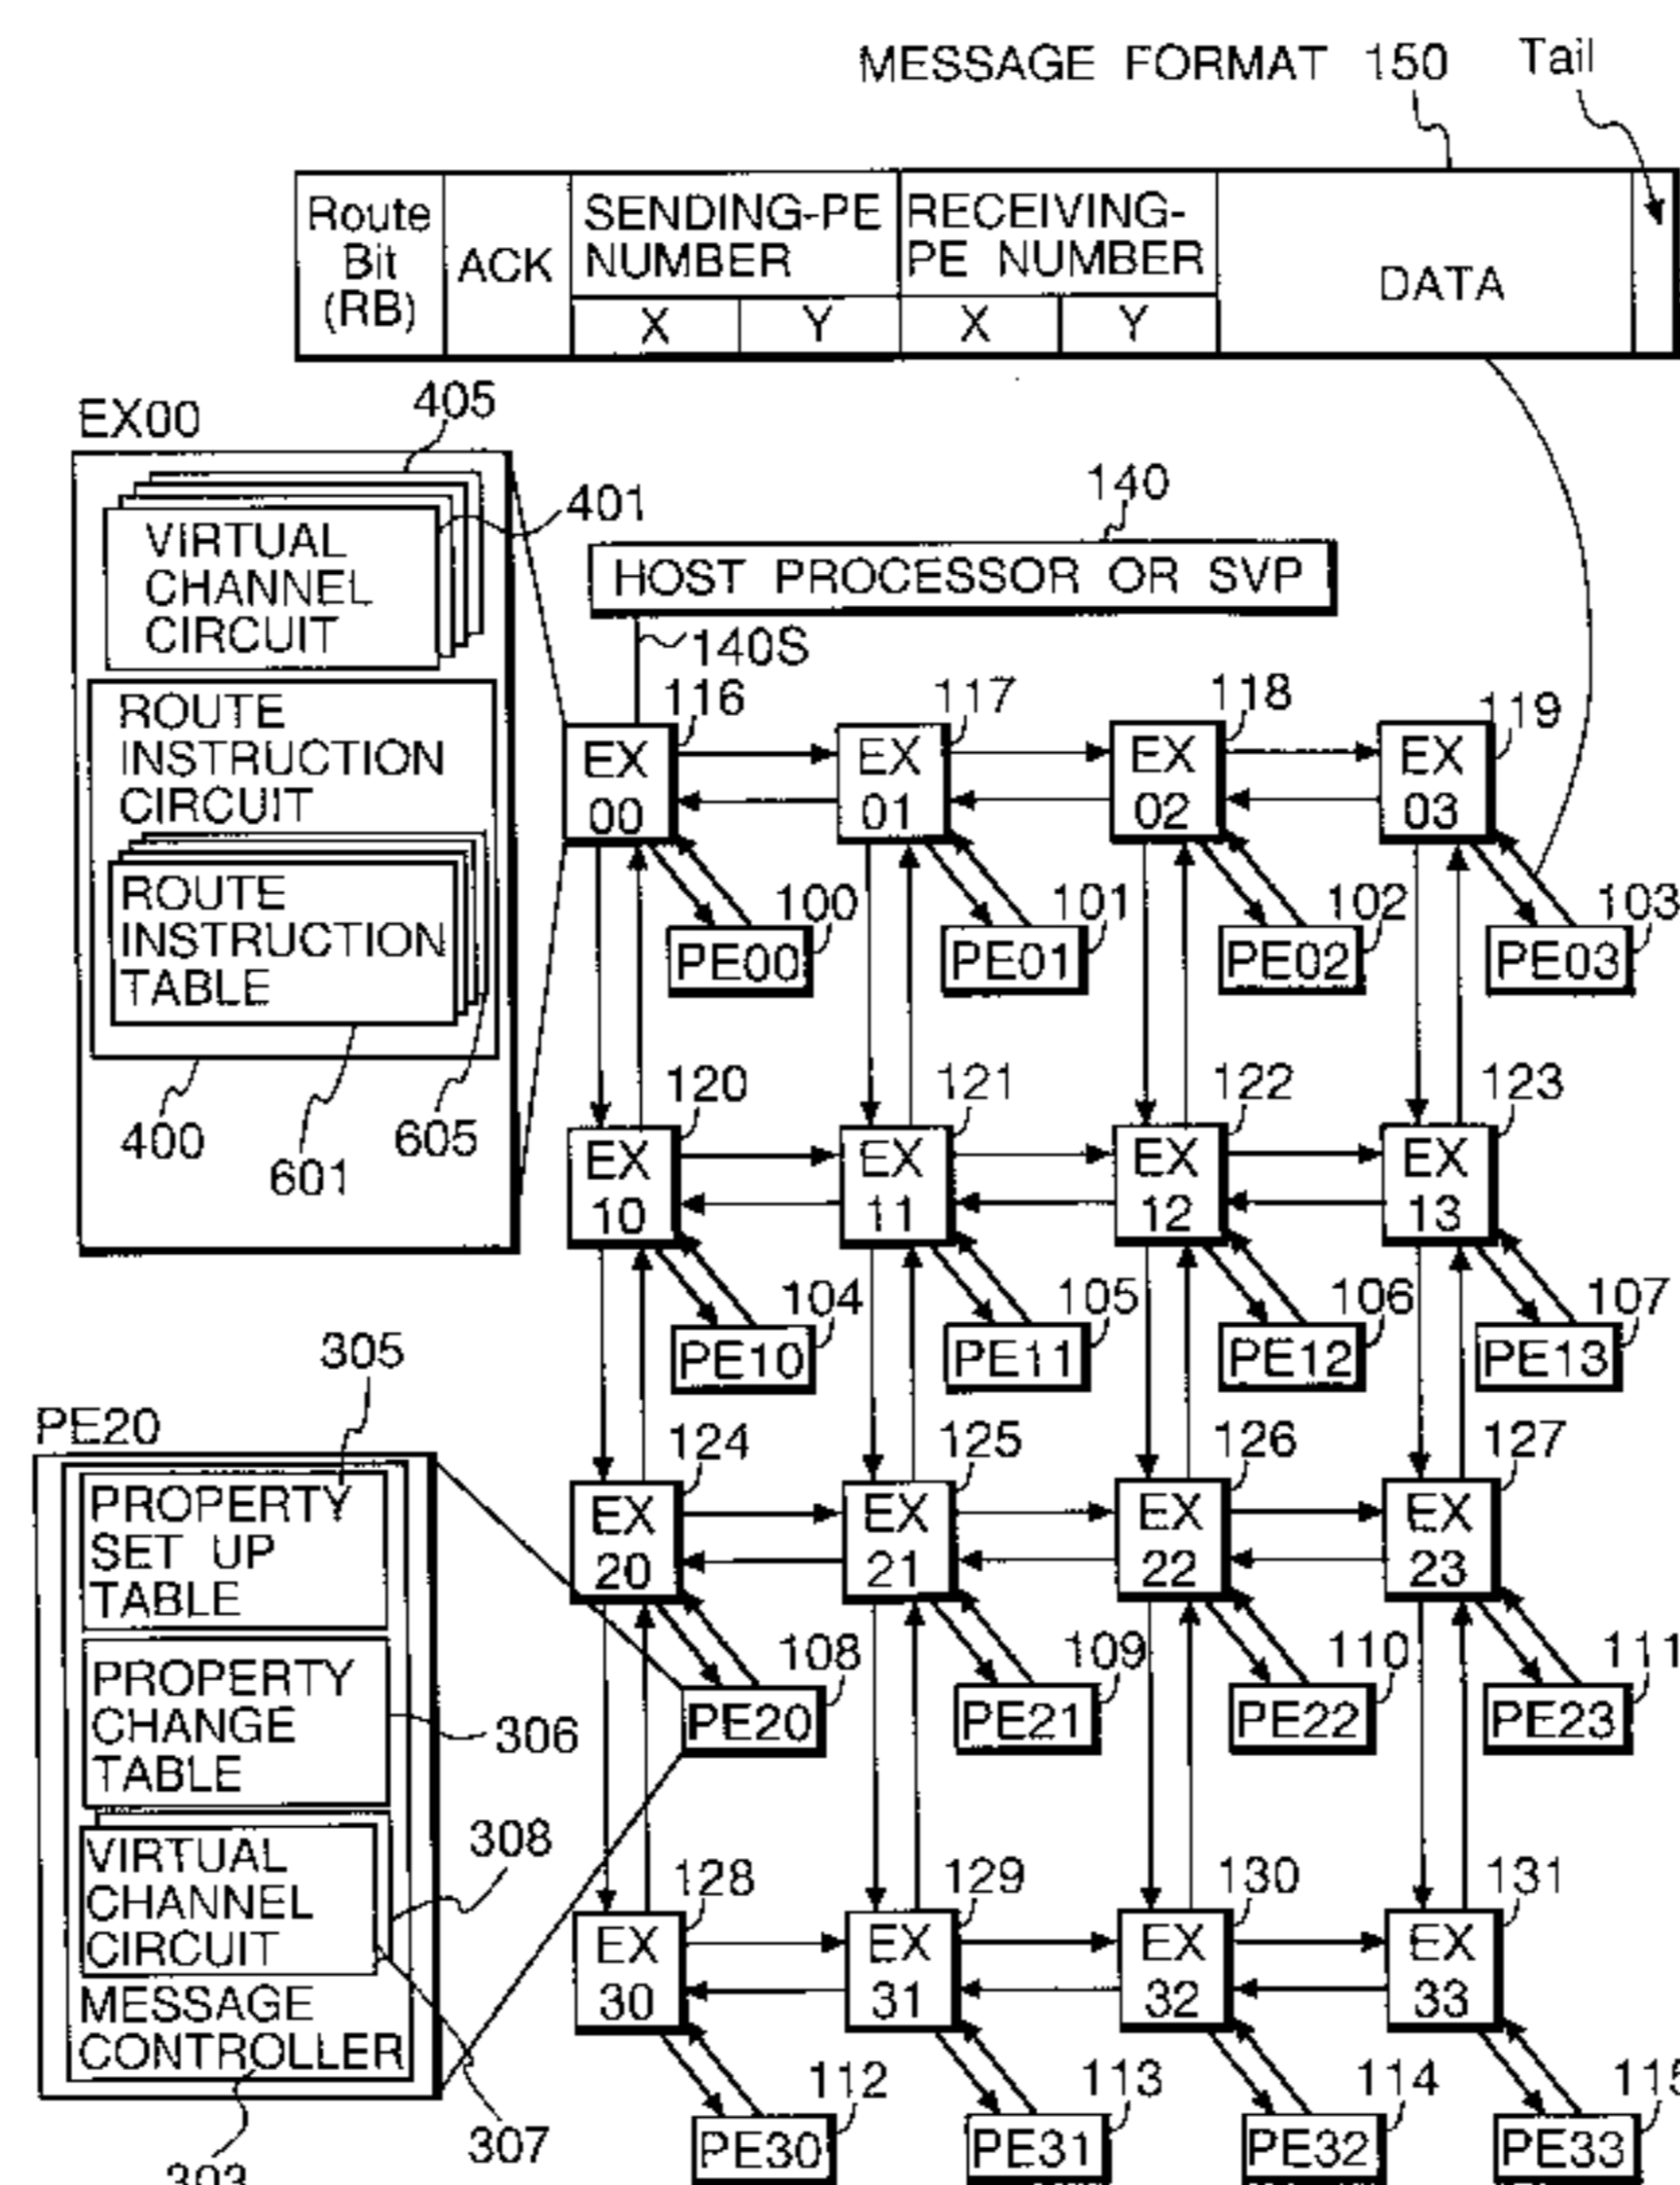 MESSAGE FORMAT 150 Tail
Route
Bit
(RB)
ACK
SENDING-PE
NUMBER
X Y
RECEIVING-
PE NUMBER
X Y
DATA
EX00
405
401
VIRTUAL
CHANNEL
CIRCUIT
ROUTE
INSTRUCTION
CIRCUIT
ROUTE
INSTRUCTION
TABLE
400
601
605
140
HOST PROCESSOR OR SVP
140S
116 117 118 119
EX
00
EX
01
EX
02
EX
03
100 101 102 103
PE00 PE01 PE02 PE03
120 121 122 123
EX
10
EX
11
EX
12
EX
13
104 105 106 107
PE10 PE11 PE12 PE13
305
PE20
PROPERTY
SET UP
TABLE
PROPERTY
CHANGE
TABLE
306
VIRTUAL
CHANNEL
CIRCUIT
308
MESSAGE
CONTROLLER
307
303
124 125 126 127
EX
20
EX
21
EX
22
EX
23
108 109 110 111
PE20 PE21 PE22 PE23
128 129 130 131
EX
30
EX
31
EX
32
EX
33
112 113 114 115
PE30 PE31 PE32 PE33